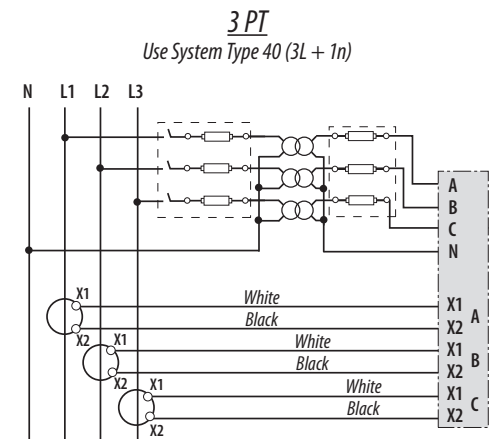 3 PT
Use System Type 40 (3L + 1n)
N L1 L2 L3
A
B
C
N
X1 White X1 A
X2 Black X2
X1 White X1 B
X2 Black X2
X1 White X1 C
X2 Black X2